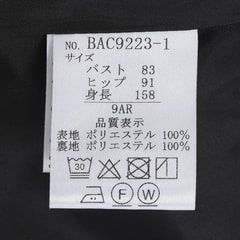 NO. BAC9223-1
サイズ
バスト 83
ヒップ 91
身長 158
9AR
品質表示
表地 ポリエステル 100%
裏地 ポリエステル 100%
30
F W